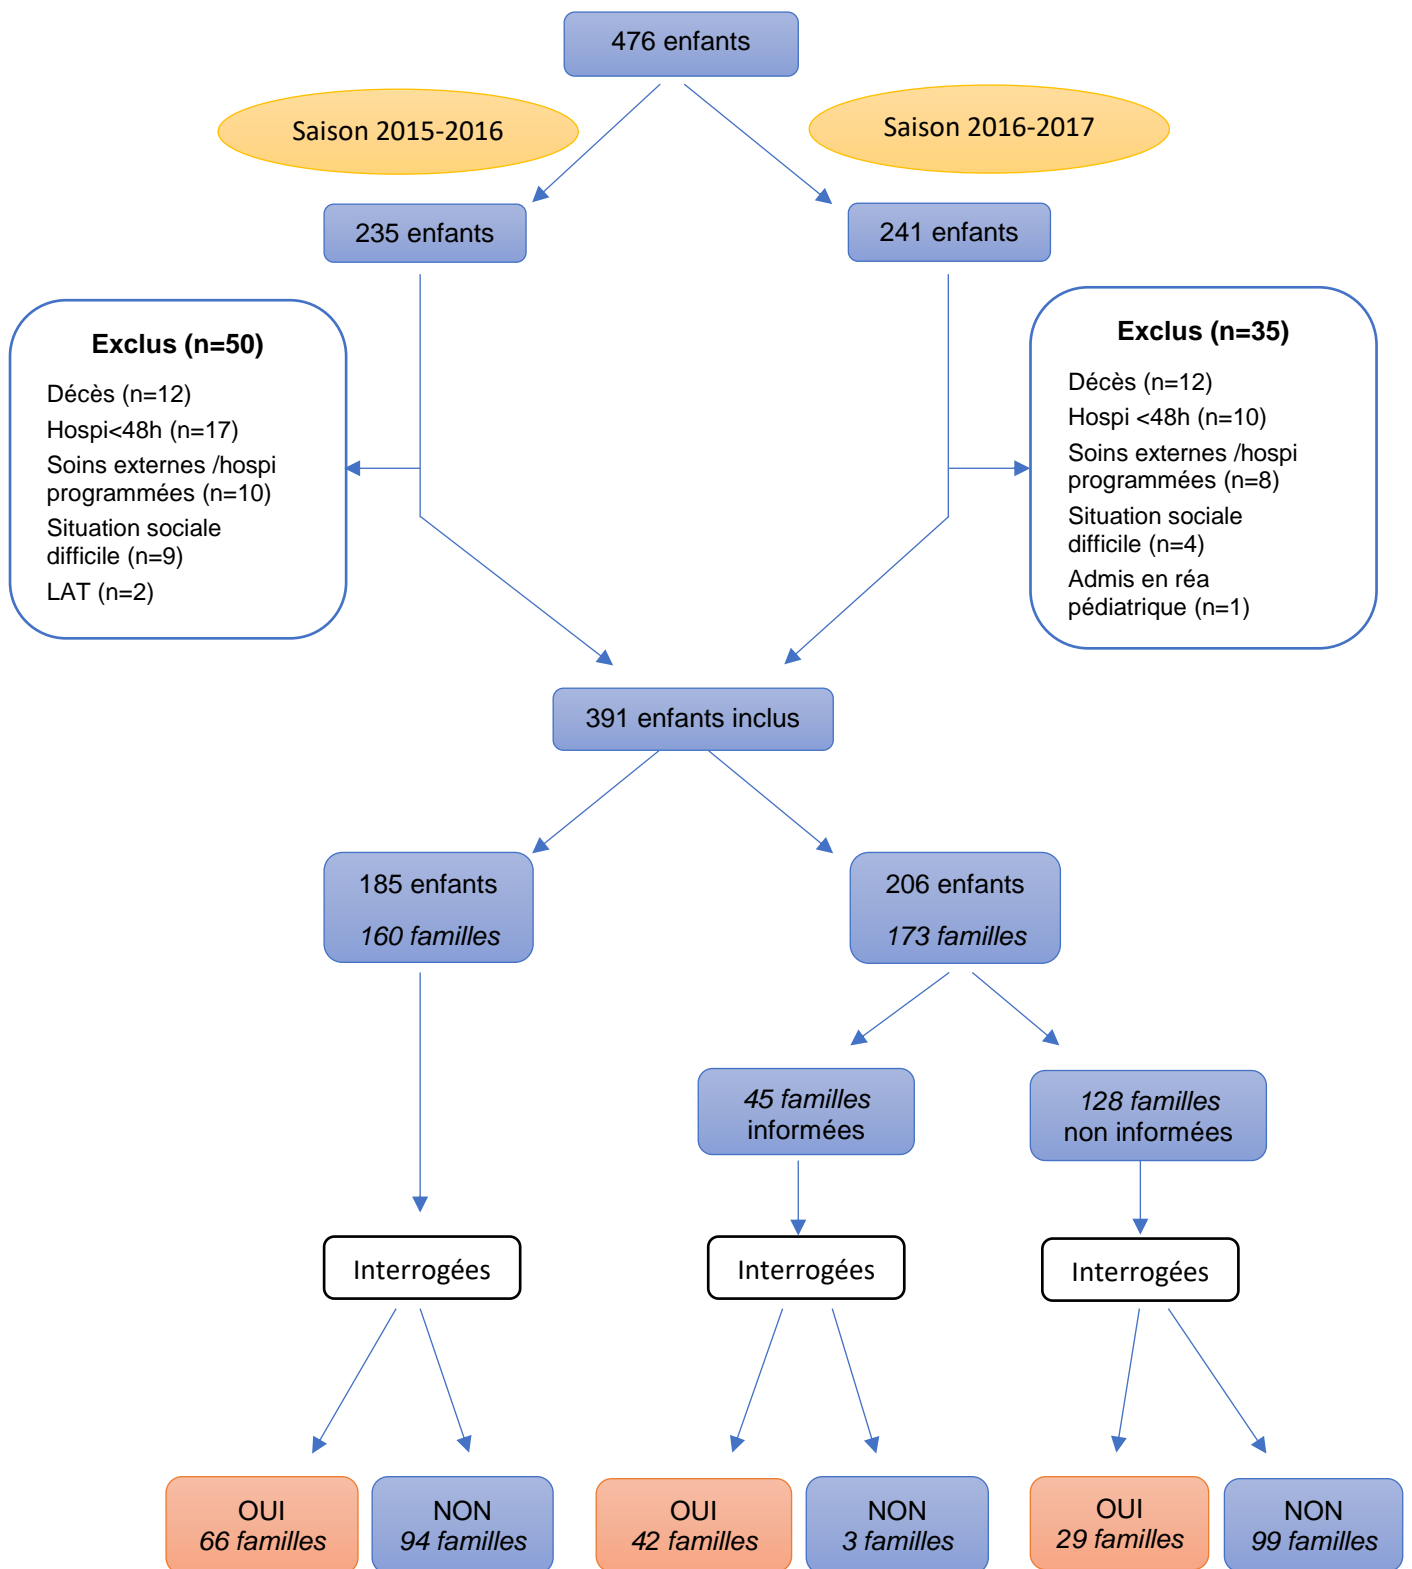 476 enfants
Saison 2015-2016
Saison 2016-2017
235 enfants
241 enfants
Exclus (n=50)
Décès (n=12)
Hospi<48h (n=17)
Soins externes /hospi
programmées (n=10)
Situation sociale
difficile (n=9)
LAT (n=2)
Exclus (n=35)
Décès (n=12)
Hospi <48h (n=10)
Soins externes /hospi
programmées (n=8)
Situation sociale
difficile (n=4)
Admis en réa
pédiatrique (n=1)
391 enfants inclus
185 enfants
160 familles
206 enfants
173 familles
45 familles
informées
128 familles
non informées
Interrogées
Interrogées
Interrogées
OUI
66 familles
NON
94 familles
OUI
42 familles
NON
3 familles
OUI
29 familles
NON
99 familles